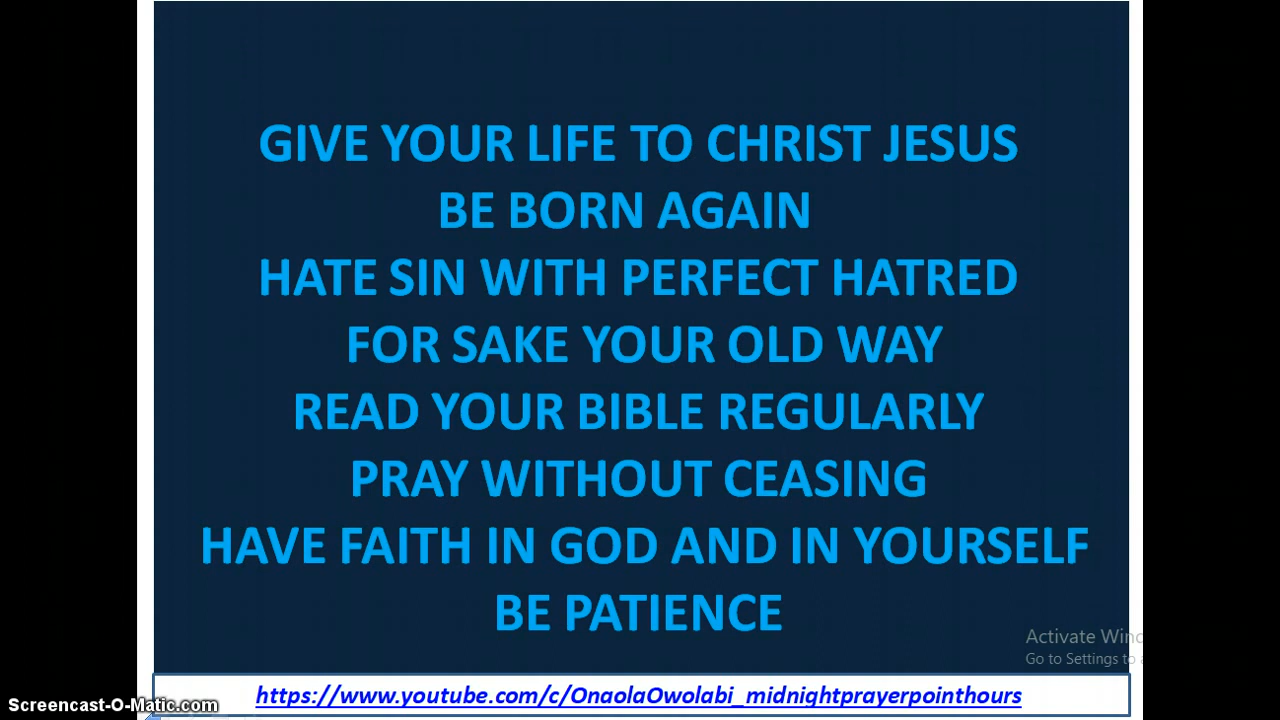 GIVE YOUR LIFE TO CHRIST JESUS
BE BORN AGAIN
HATE SIN WITH PERFECT HATRED
FOR SAKE YOUR OLD WAY
READ YOUR BIBLE REGULARLY
PRAY WITHOUT CEASING
HAVE FAITH IN GOD AND IN YOURSELF
BE PATIENCE
Activate
Go to Settings to
https://www.youtube.com/c/OnaolaOwolabi_midnightprayerpointhours
Screencast-O-Matic.com